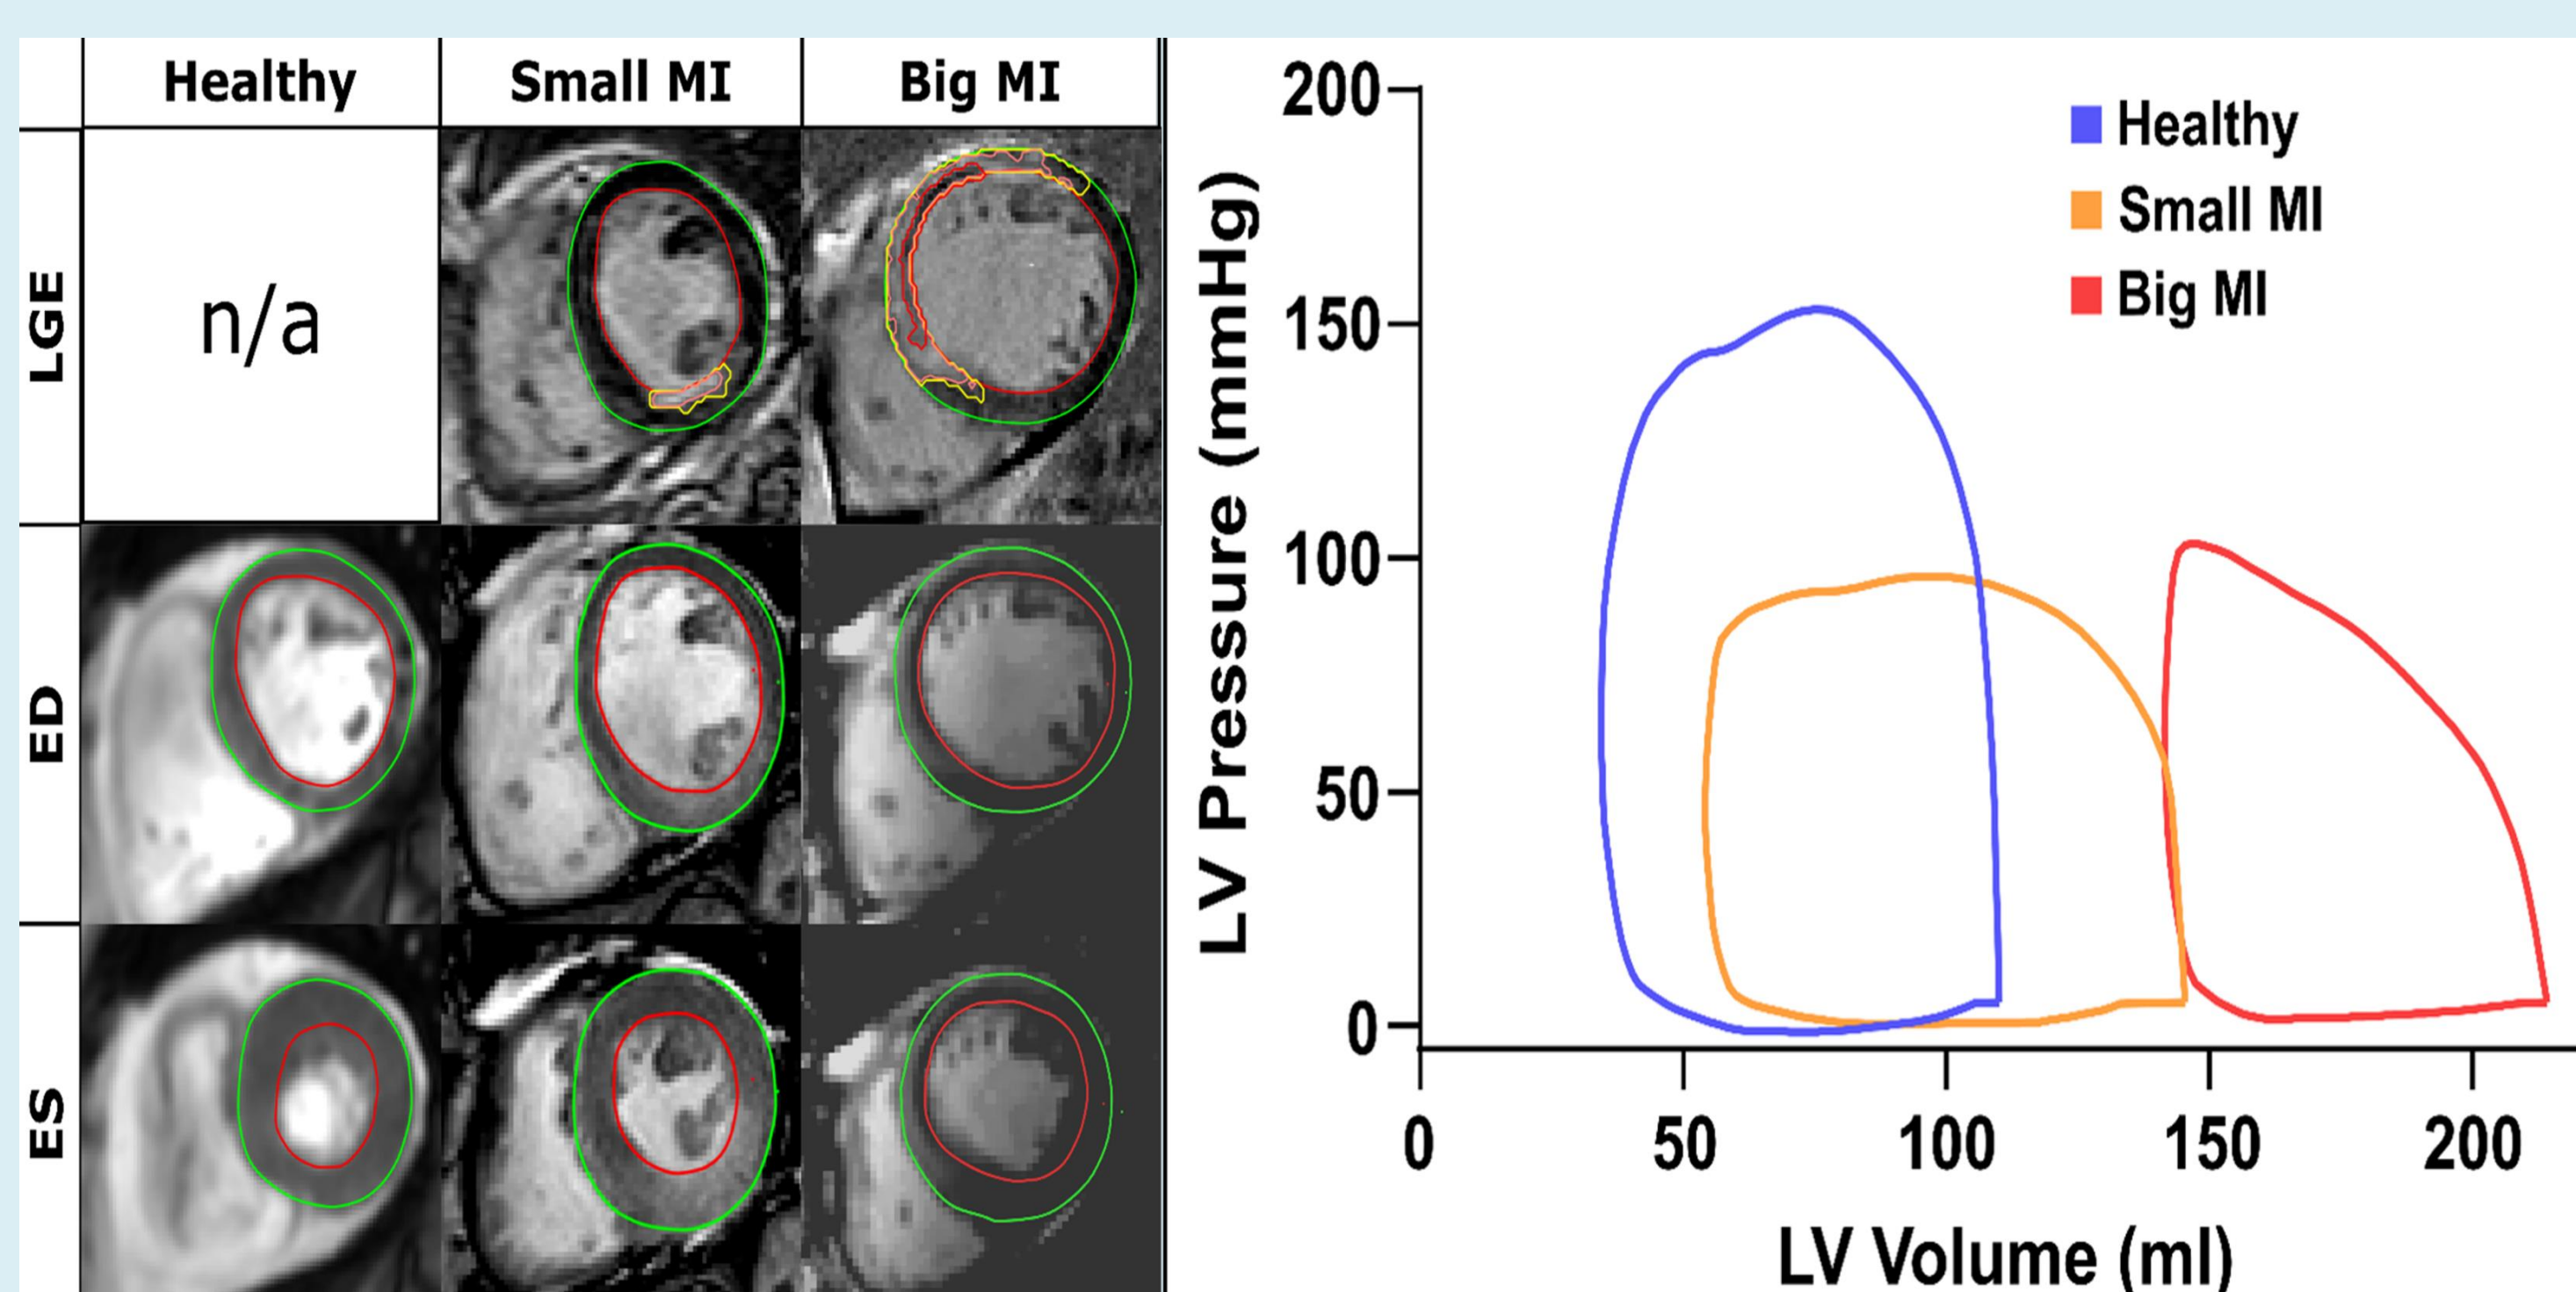 Healthy
Small MI
Big MI
LGE
n/a
ED
ES
LV Pressure (mmHg)
200
150
100
50
0
Healthy
Small MI
Big MI
0
50
100
150
200
LV Volume (ml)